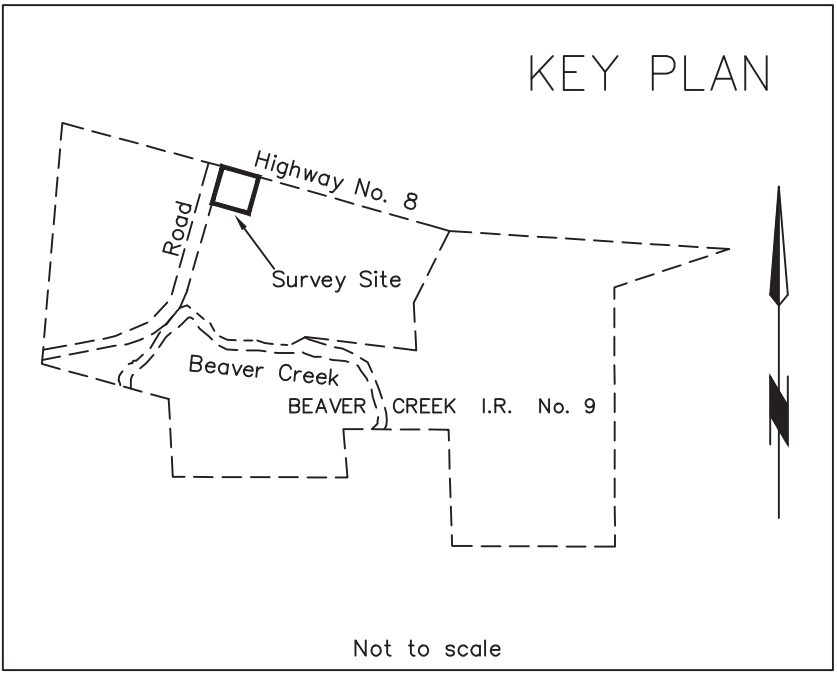 KEY PLAN
Highway No. 8
Road
Survey Site
Beaver Creek
BEAVER CREEK I.R. No. 9
N
Not to scale